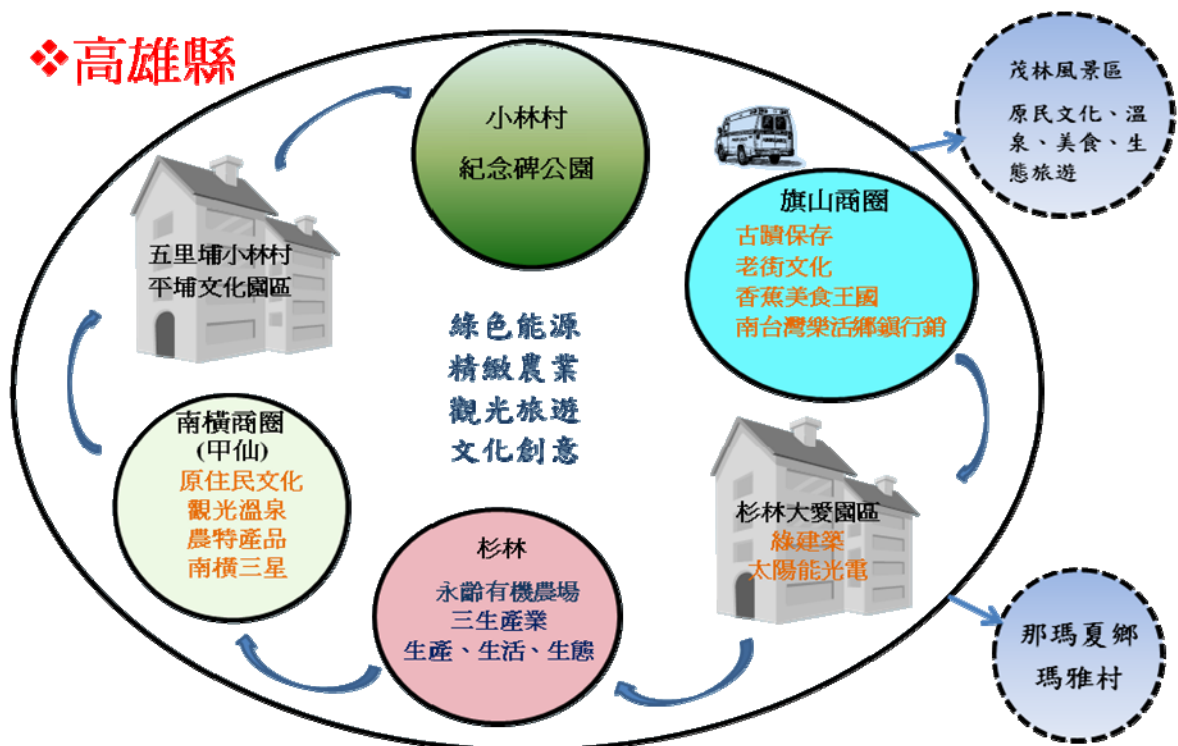 ❖高雄縣
小林村
紀念碑公園
茂林風景區
原民文化、溫
泉、美食、生
態旅遊
旗山商圈
古蹟保存
老街文化
香蕉美食王國
南台灣樂活鄉鎮行銷
五里埔小林村
平埔文化園區
綠色能源
精緻農業
觀光旅遊
文化創意
南橫商圈
(甲仙)
原住民文化
觀光溫泉
農特產品
南橫三星
杉林
永齡有機農場
三生產業
生產、生活、生態
杉林大愛園區
綠建築
太陽能光電
那瑪夏鄉
瑪雅村